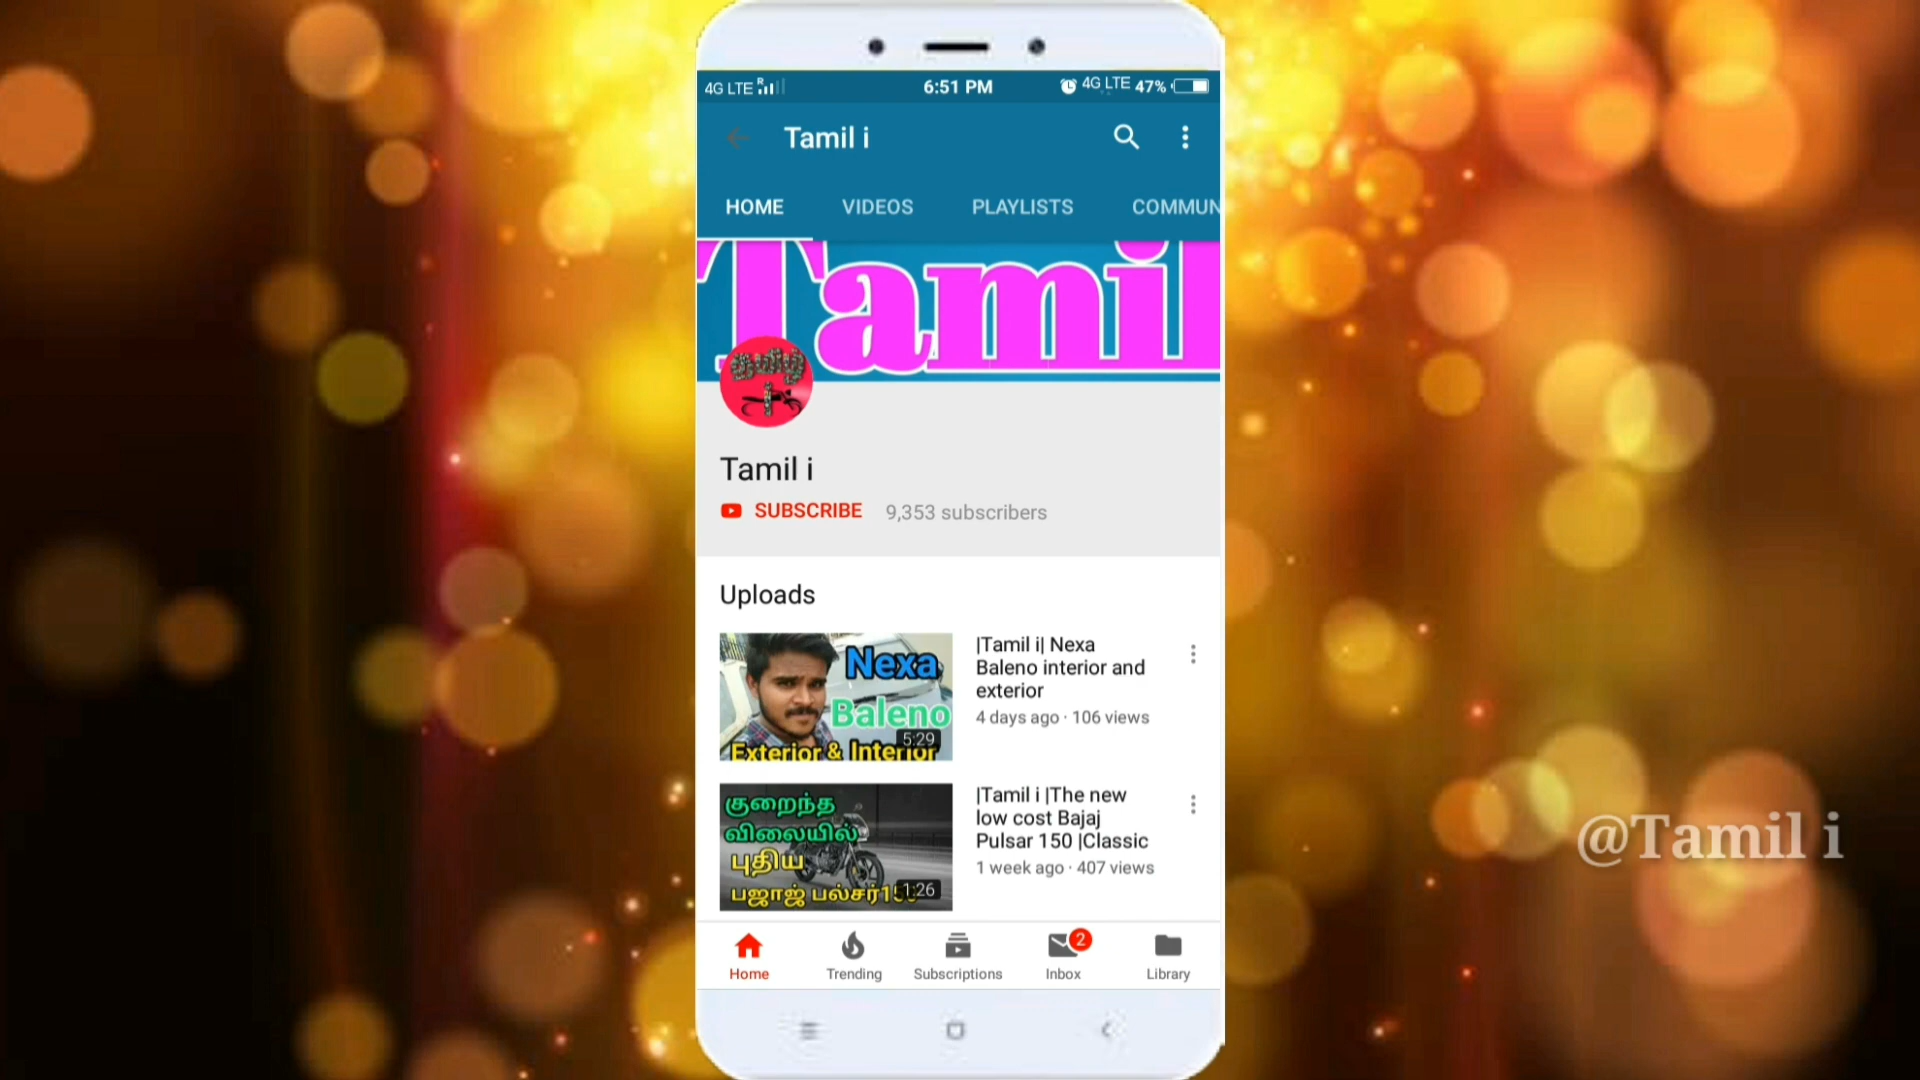 4G LTE R
6:51 PM
4G LTE 47%
Tamil i
HOME VIDEOS PLAYLISTS COMMUN
Tamil
தமிழ்
i
Tamil i
SUBSCRIBE 9,353 subscribers
Uploads
Nexa
Baleno
5:29
Exterior & Interior
|Tamil i| Nexa
Baleno interior and
exterior
4 days ago · 106 views
குறைந்த
விலையில்
புதிய
பஜாஜ் பல்சர்150
1:26
|Tamil i |The new
low cost Bajaj
Pulsar 150 |Classic
1 week ago · 407 views
@Tamil i
2
Home Trending Subscriptions Inbox Library